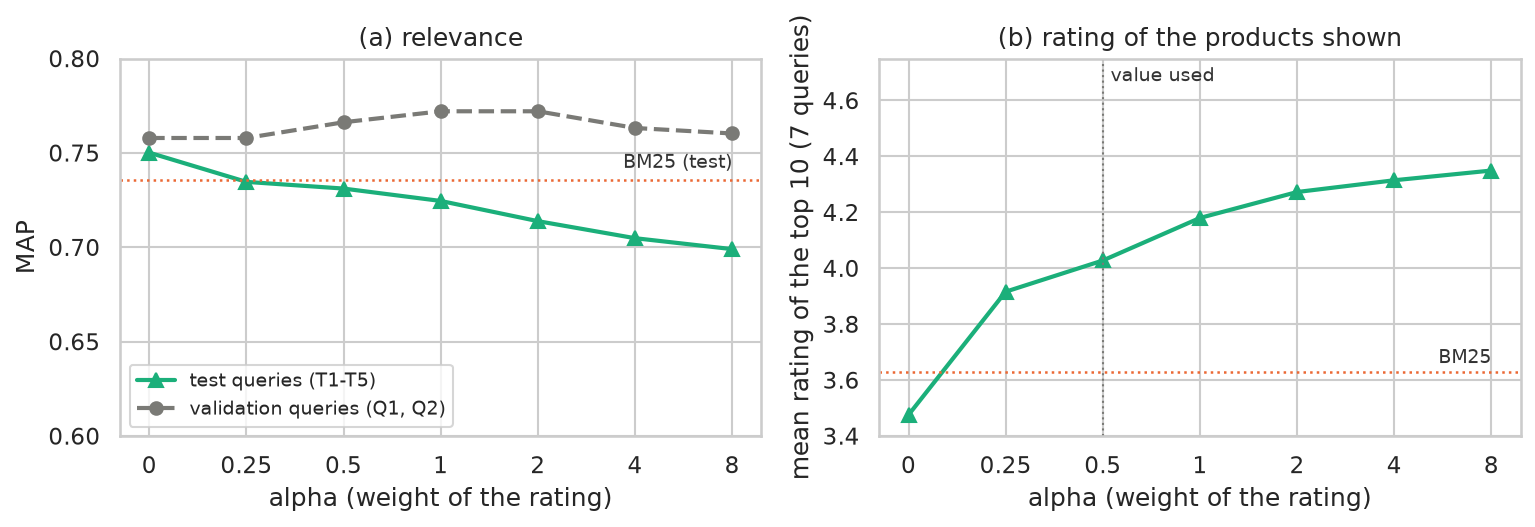 (a) relevance
MAP
0.80
0.75
0.70
0.65
0.60
BM25 (test)
test queries (T1-T5)
validation queries (Q1, Q2)
0 0.25 0.5 1 2 4 8
alpha (weight of the rating)
(b) rating of the products shown
mean rating of the top 10 (7 queries)
4.6
4.4
4.2
4.0
3.8
3.6
3.4
value used
BM25
0 0.25 0.5 1 2 4 8
alpha (weight of the rating)